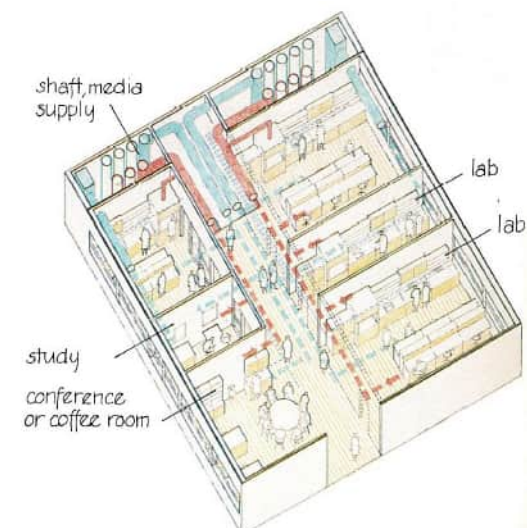 shaft, media
supply
lab
lab
study
conference
or coffee room